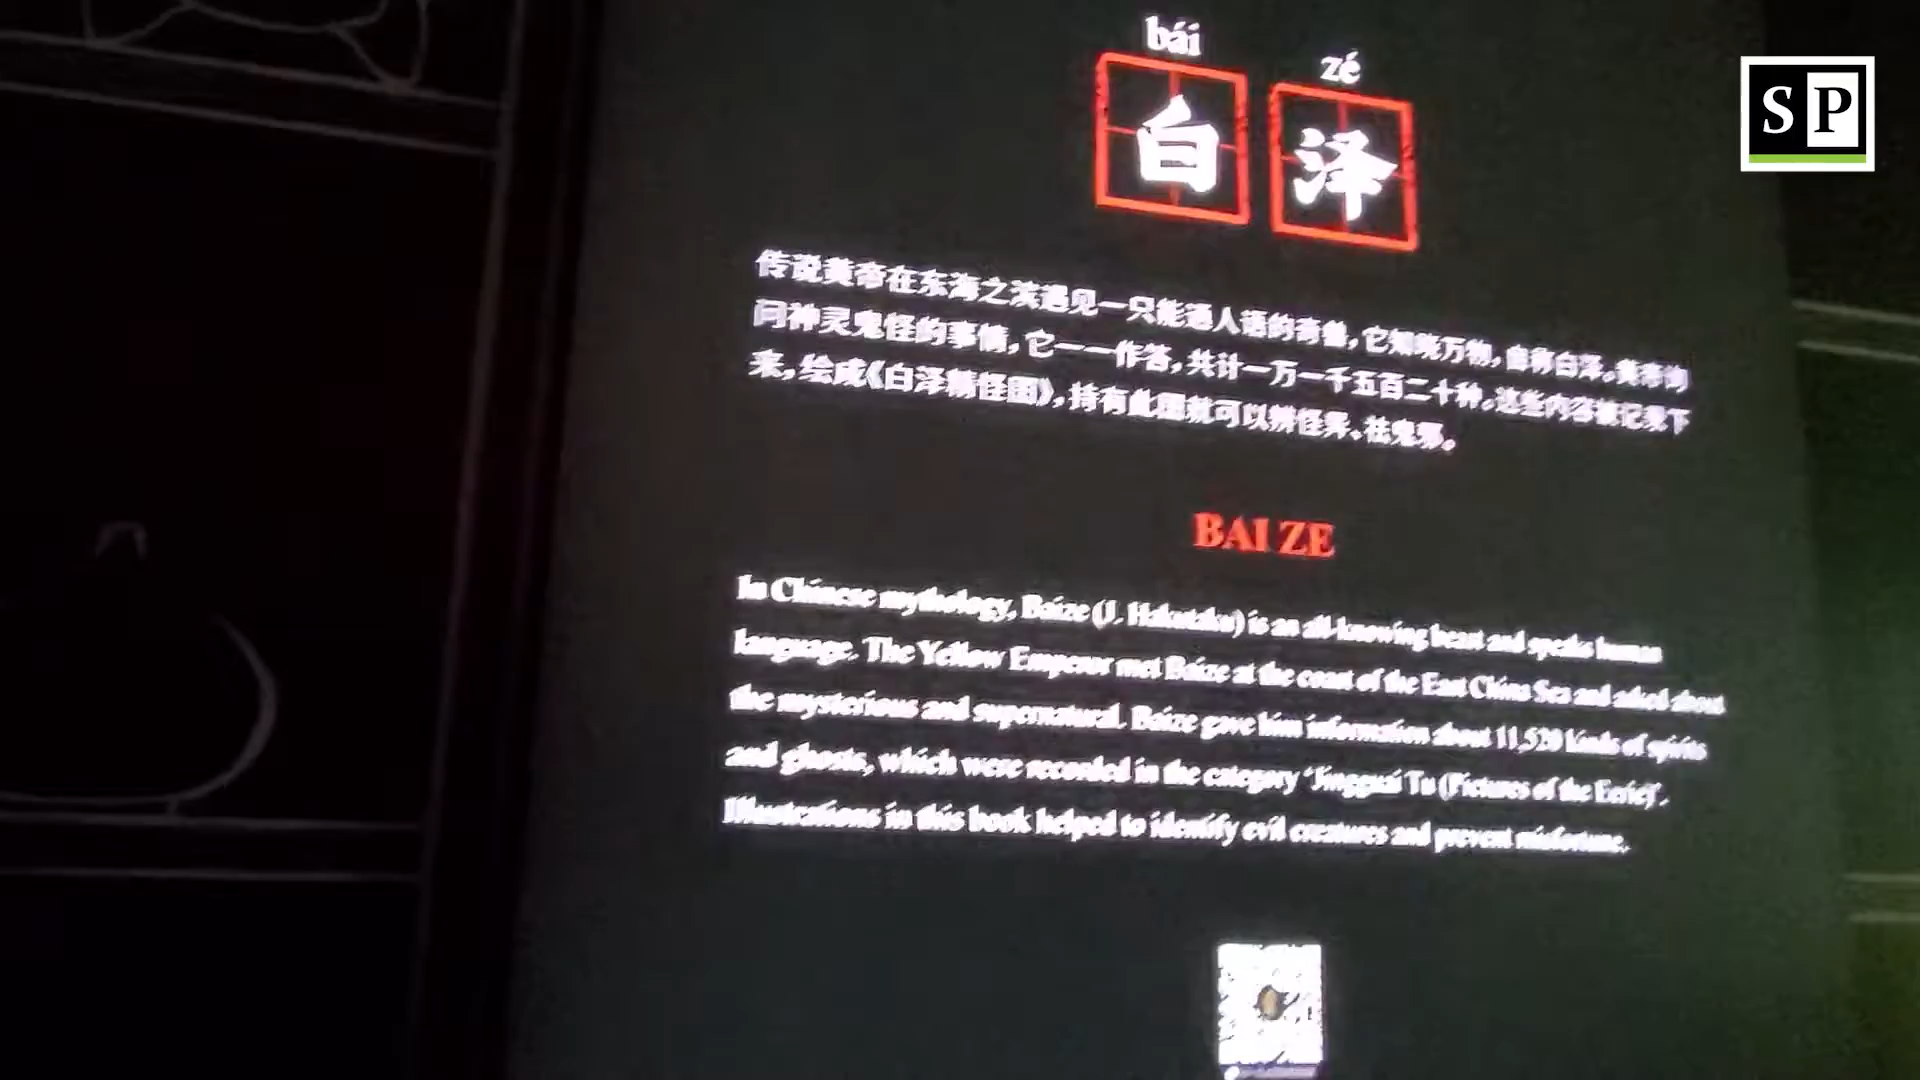 bái zé
白泽
传说黄帝在东海之滨遇见一只能通人语的奇兽，它知晓万物，自称白泽。黄帝询
问神灵鬼怪的事情，它一一作答，共计一万一千五百二十种。这些内容被记录下
来，绘成《白泽精怪图》，持有此图就可以辨怪异、祛鬼邪。
BAI ZE
In Chinese mythology, Baize (J. Hakutaku) is an all-knowing beast and speaks human
language. The Yellow Emperor met Baize at the coast of the East China Sea and asked about
the mysterious and supernatural. Baize gave him information about 11,520 kinds of spirits
and ghosts, which were recorded in the category 'Jingguai Tu (Pictures of the Eerie)'.
Illustrations in this book helped to identify evil creatures and prevent misfortune.
SP